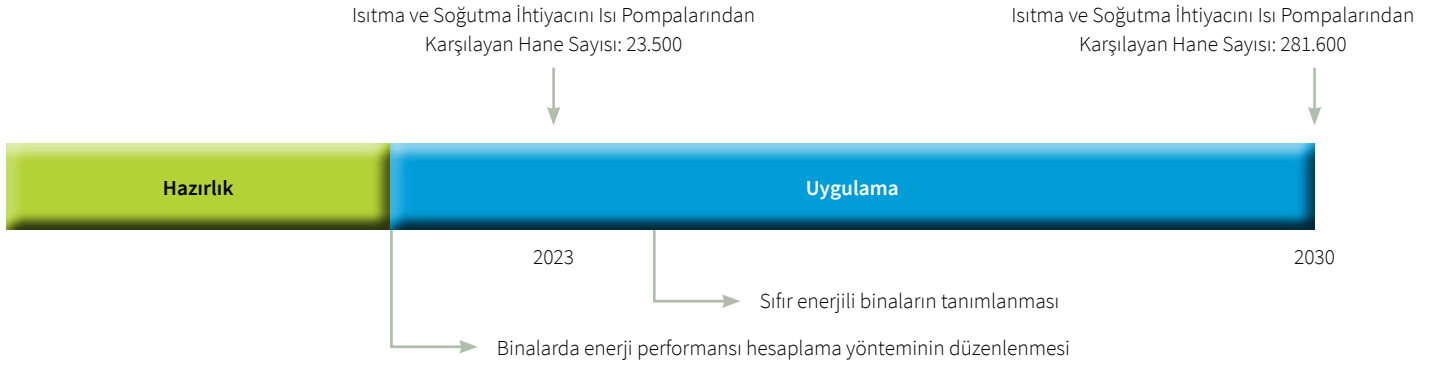 Isıtma ve Soğutma İhtiyacını Isı Pompalarından
Karşılayan Hane Sayısı: 23.500
Isıtma ve Soğutma İhtiyacını Isı Pompalarından
Karşılayan Hane Sayısı: 281.600
Hazırlık
Uygulama
2023
2030
Sıfır enerjili binaların tanımlanması
Binalarda enerji performansı hesaplama yönteminin düzenlenmesi